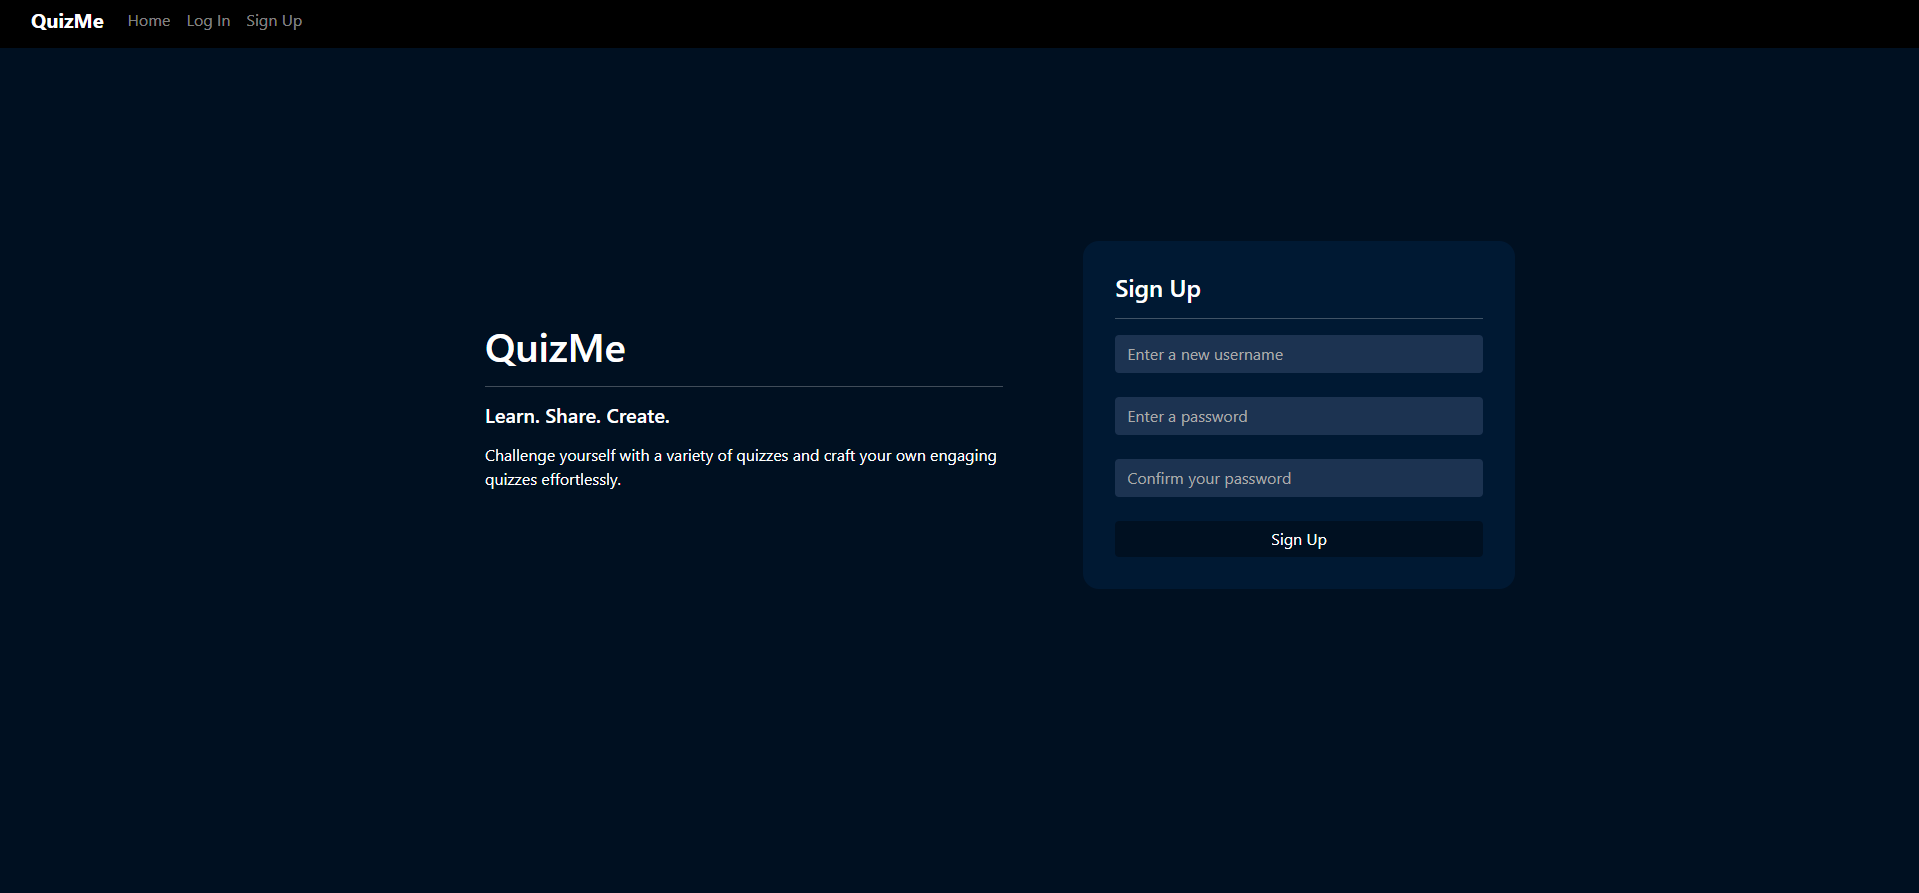 QuizMe Home Log In Sign Up
QuizMe
Learn. Share. Create.
Challenge yourself with a variety of quizzes and craft your own engaging
quizzes effortlessly.
Sign Up
Enter a new username
Enter a password
Confirm your password
Sign Up